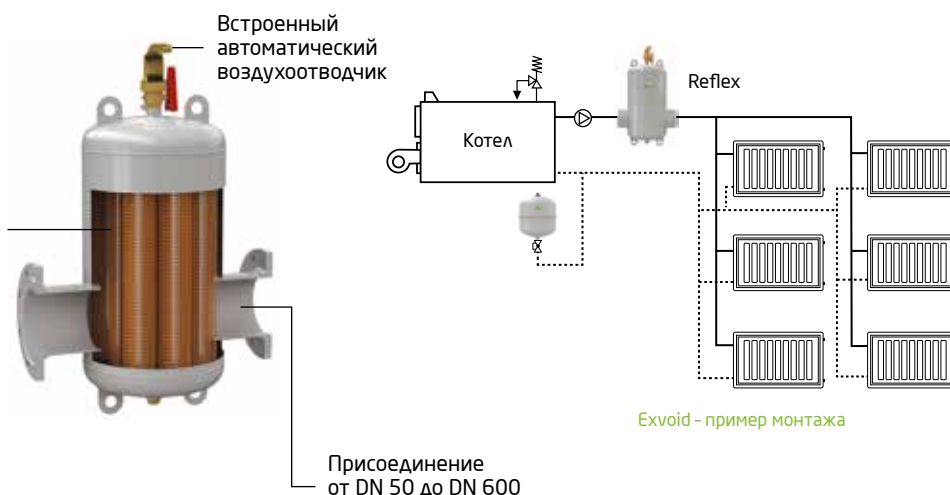 Встроенный
автоматический
воздухоотводчик
Reflex
Котел
Exvoid – пример монтажа
Присоединение
от DN 50 до DN 600